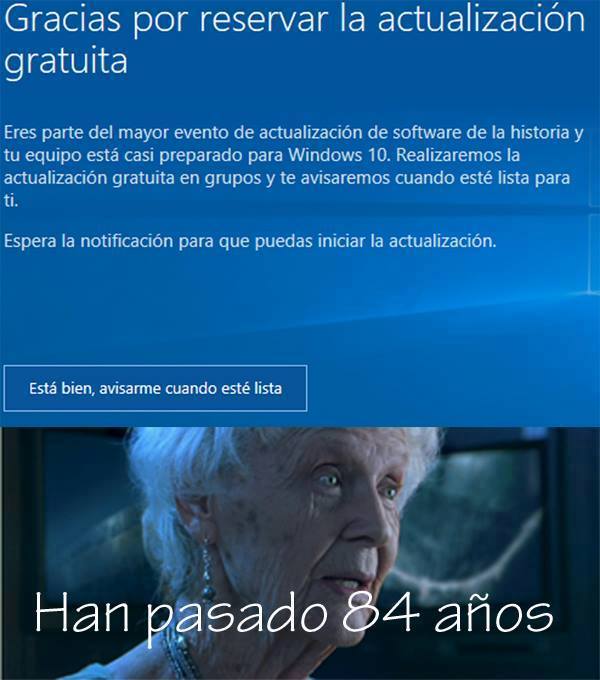 Gracias por reservar la actualización
gratuita
Eres parte del mayor evento de actualización de software de la historia y
tu equipo está casi preparado para Windows 10. Realizaremos la
actualización gratuita en grupos y te avisaremos cuando esté lista para
ti.
Espera la notificación para que puedas iniciar la actualización.
Está bien, avisarme cuando esté lista
Han pasado 84 años